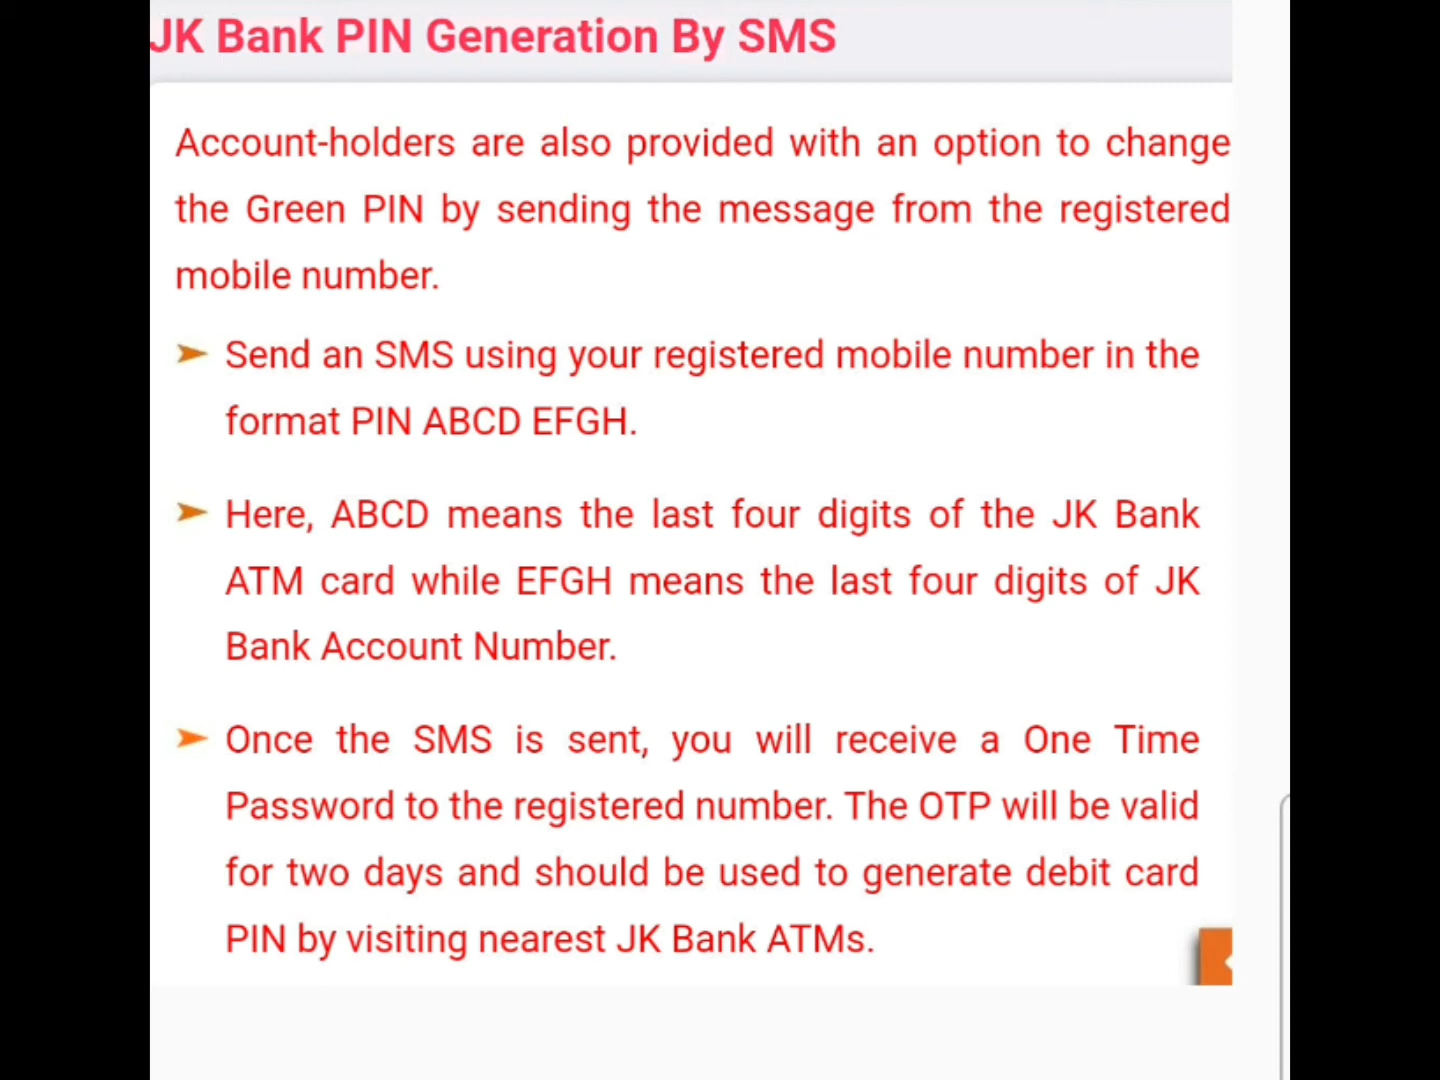 JK Bank PIN Generation By SMS
Account-holders are also provided with an option to change
the Green PIN by sending the message from the registered
mobile number.
➤ Send an SMS using your registered mobile number in the
format PIN ABCD EFGH.
➤ Here, ABCD means the last four digits of the JK Bank
ATM card while EFGH means the last four digits of JK
Bank Account Number.
➤ Once the SMS is sent, you will receive a One Time
Password to the registered number. The OTP will be valid
for two days and should be used to generate debit card
PIN by visiting nearest JK Bank ATMs.